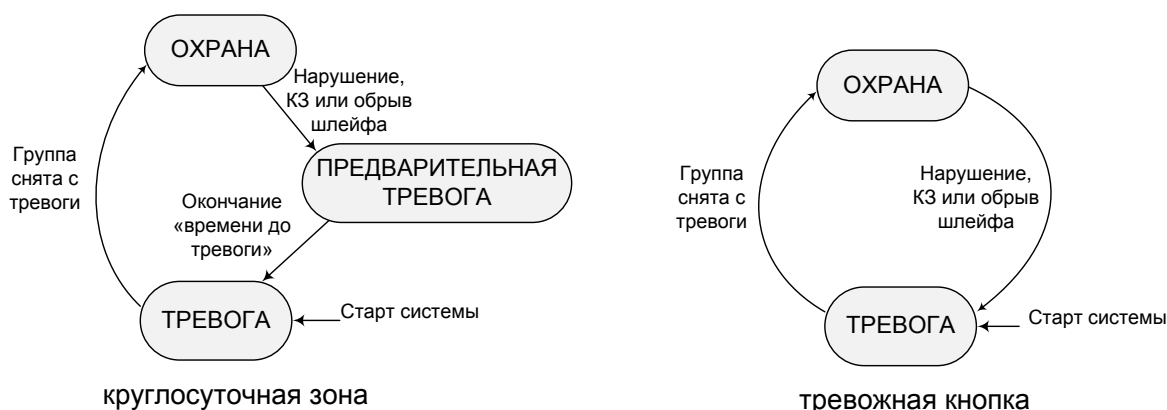 ОХРАНА
Нарушение,
КЗ или обрыв
шлейфа
Группа
снята с
тревоги
ПРЕДВАРИТЕЛЬНАЯ
ТРЕВОГА
Окончание
«времени до
тревоги»
ТРЕВОГА
Старт системы
круглосуточная зона
ОХРАНА
Группа
снята с
тревоги
Нарушение,
КЗ или обрыв
шлейфа
ТРЕВОГА
Старт системы
тревожная кнопка